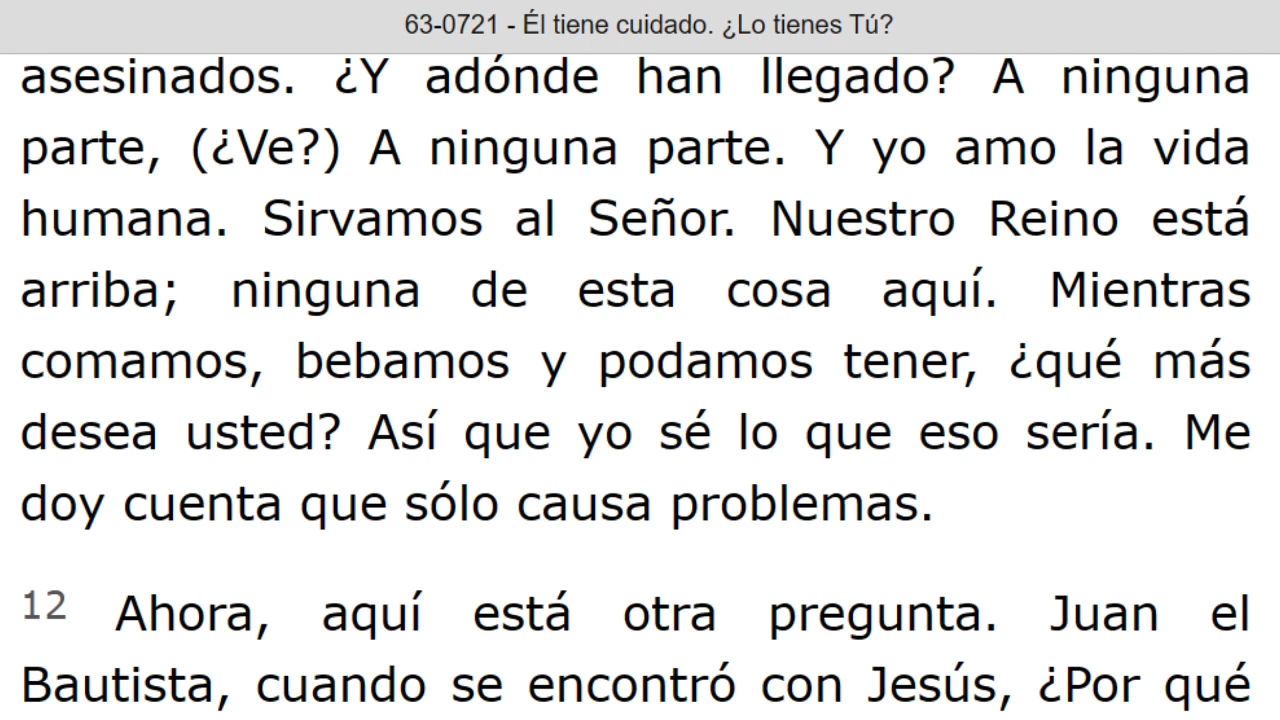 63-0721 - Él tiene cuidado. ¿Lo tienes Tú?
asesinados. ¿Y adónde han llegado? A ninguna
parte, (¿Ve?) A ninguna parte. Y yo amo la vida
humana. Sirvamos al Señor. Nuestro Reino está
arriba; ninguna de esta cosa aquí. Mientras
comamos, bebamos y podamos tener, ¿qué más
desea usted? Así que yo sé lo que eso sería. Me
doy cuenta que sólo causa problemas.
12 Ahora, aquí está otra pregunta. Juan el
Bautista, cuando se encontró con Jesús, ¿Por qué